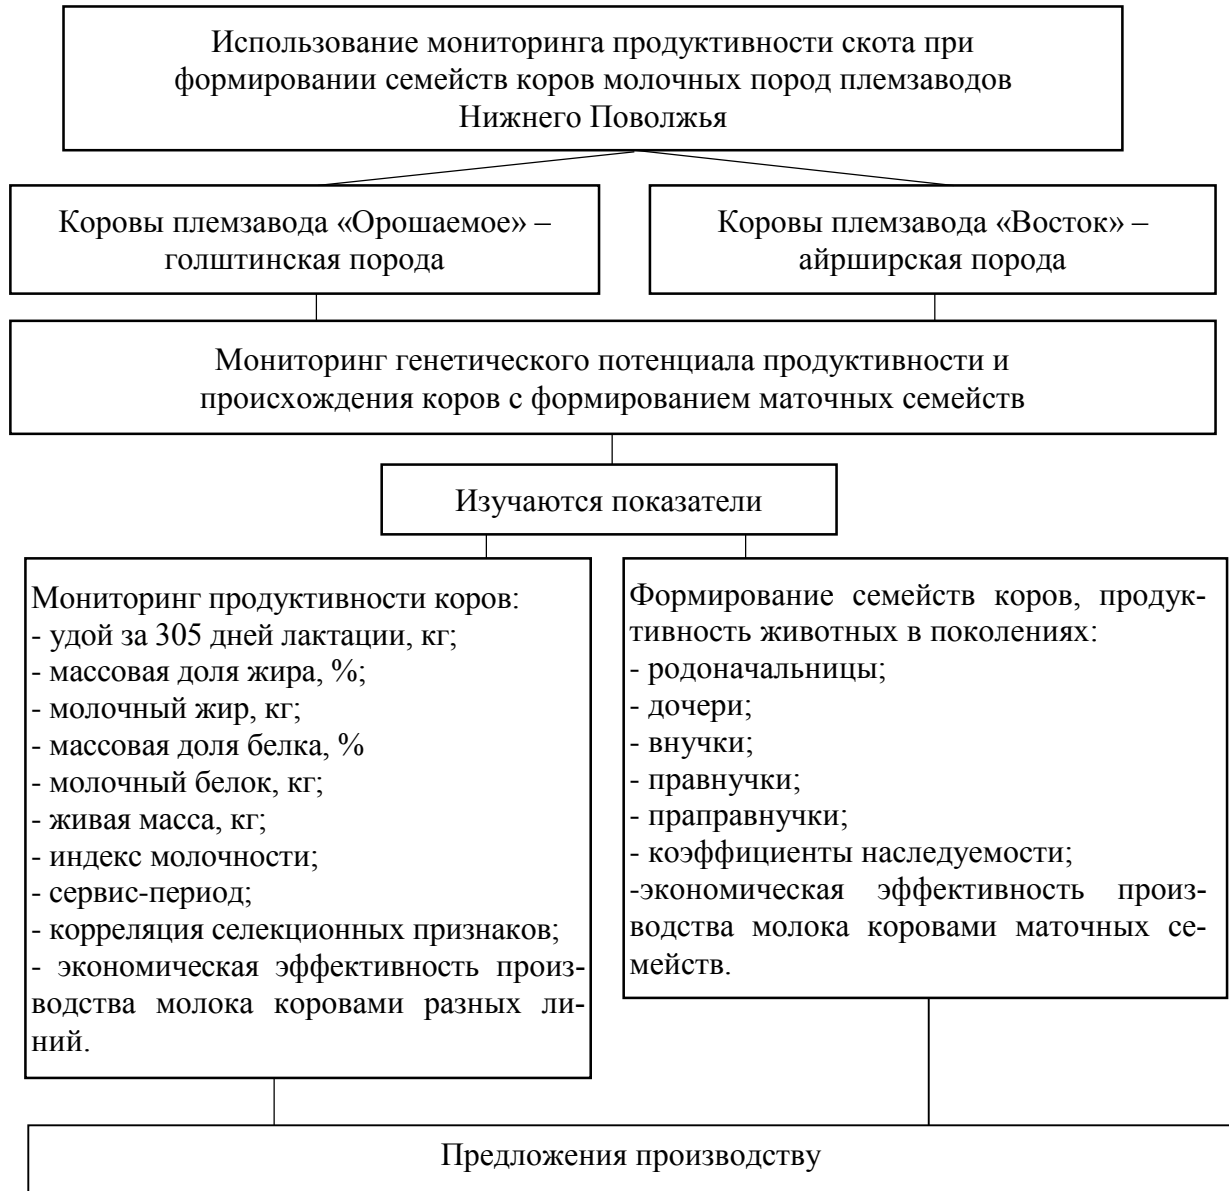 Использование мониторинга продуктивности скота при
формировании семейств коров молочных пород племзаводов
Нижнего Поволжья
Коровы племзавода «Орошаемое» –
голштинская порода
Коровы племзавода «Восток» –
айрширская порода
Мониторинг генетического потенциала продуктивности и
происхождения коров с формированием маточных семейств
Изучаются показатели
Мониторинг продуктивности коров:
- удой за 305 дней лактации, кг;
- массовая доля жира, %;
- молочный жир, кг;
- массовая доля белка, %
- молочный белок, кг;
- живая масса, кг;
- индекс молочности;
- сервис-период;
- корреляция селекционных признаков;
- экономическая эффективность произ-
водства молока коровами разных ли-
ний.
Формирование семейств коров, продук-
тивность животных в поколениях:
- родоначальницы;
- дочери;
- внучки;
- правнучки;
- праправнучки;
- коэффициенты наследуемости;
-экономическая эффективность произ-
водства молока коровами маточных се-
мейств.
Предложения производству